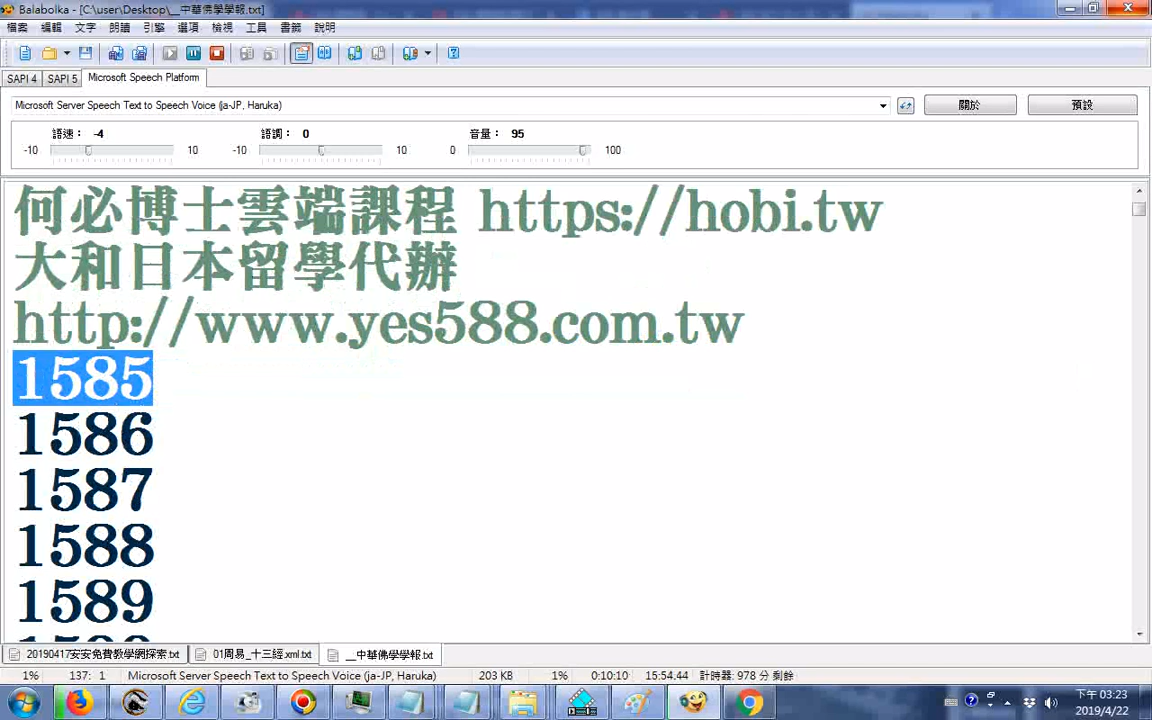 Balabolka - [C:\user\Desktop\__中華佛學學報.txt]
檔案 編輯 文字 朗讀 引擎 選項 檢視 工具 書籤 說明
SAPI 4 SAPI 5 Microsoft Speech Platform
Microsoft Server Speech Text to Speech Voice (ja-JP, Haruka) 關於 預設
語速： -4 語調： 0 音量： 95
-10 10 -10 10 0 100
何必博士雲端課程 https://hobi.tw
大和日本留學代辦
http://www.yes588.com.tw
1585
1586
1587
1588
1589
20190417安安免費教學網探索.txt 01周易_十三經.xml.txt __中華佛學學報.txt
1% 137: 1 Microsoft Server Speech Text to Speech Voice (ja-JP, Haruka) 203 KB 1% 0:10:10 15:54.44 計時器: 978 分 剩餘
下午 03:23
2019/4/22